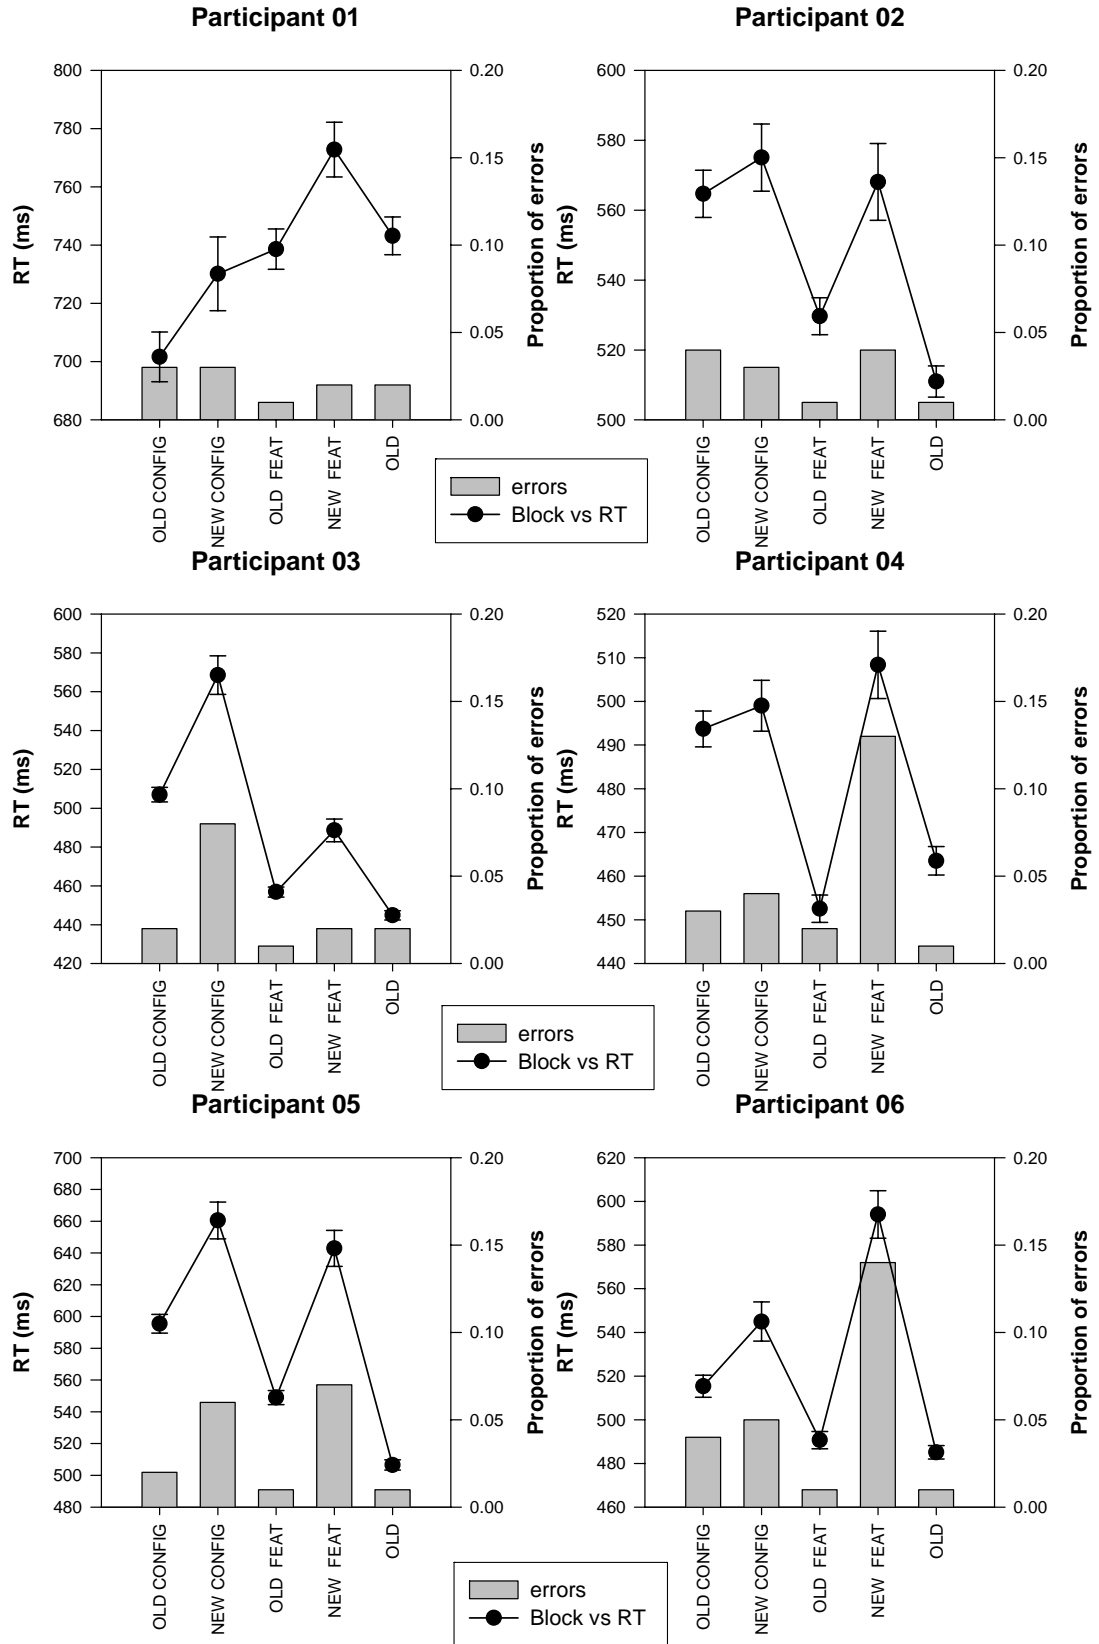 Participant 01
Participant 02
800
780
760
740
720
700
680
RT (ms)
0.20
0.15
0.10
0.05
0.00
Proportion of errors
OLD CONFIG
NEW CONFIG
OLD FEAT
NEW FEAT
OLD
600
580
560
540
520
500
RT (ms)
0.20
0.15
0.10
0.05
0.00
Proportion of errors
OLD CONFIG
NEW CONFIG
OLD FEAT
NEW FEAT
OLD
errors
Block vs RT
Participant 03
Participant 04
600
580
560
540
520
500
480
460
440
420
RT (ms)
0.20
0.15
0.10
0.05
0.00
Proportion of errors
OLD CONFIG
NEW CONFIG
OLD FEAT
NEW FEAT
OLD
520
510
500
490
480
470
460
450
440
RT (ms)
0.20
0.15
0.10
0.05
0.00
Proportion of errors
OLD CONFIG
NEW CONFIG
OLD FEAT
NEW FEAT
OLD
errors
Block vs RT
Participant 05
Participant 06
700
680
660
640
620
600
580
560
540
520
500
480
RT (ms)
0.20
0.15
0.10
0.05
0.00
Proportion of errors
OLD CONFIG
NEW CONFIG
OLD FEAT
NEW FEAT
OLD
620
600
580
560
540
520
500
480
460
RT (ms)
0.20
0.15
0.10
0.05
0.00
Proportion of errors
OLD CONFIG
NEW CONFIG
OLD FEAT
NEW FEAT
OLD
errors
Block vs RT